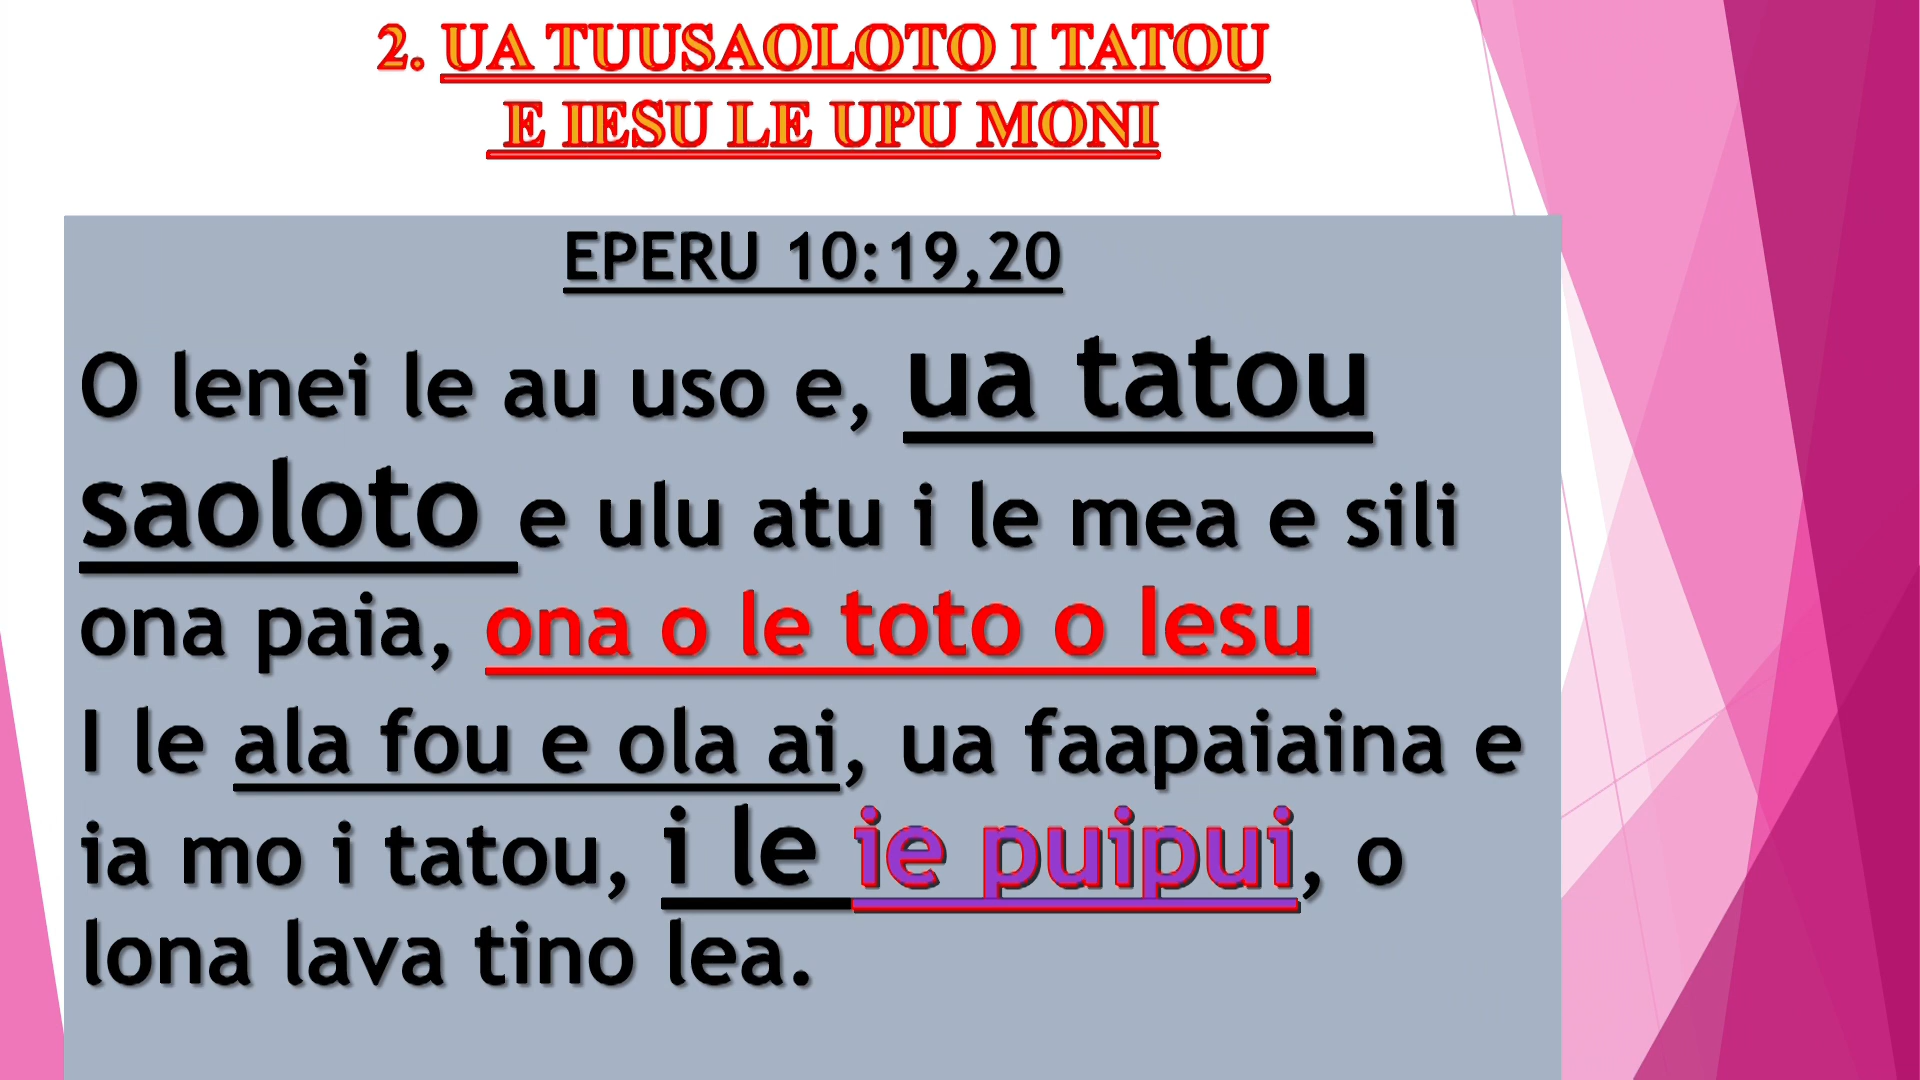 2. UA TUUSAOLOTO I TATOU
E IESU LE UPU MONI
EPERU 10:19,20
O lenei le au uso e, ua tatou
saoloto e ulu atu i le mea e sili
ona paia, ona o le toto o Iesu
I le ala fou e ola ai, ua faapaiaina e
ia mo i tatou, i le ie puipui, o
lona lava tino lea.